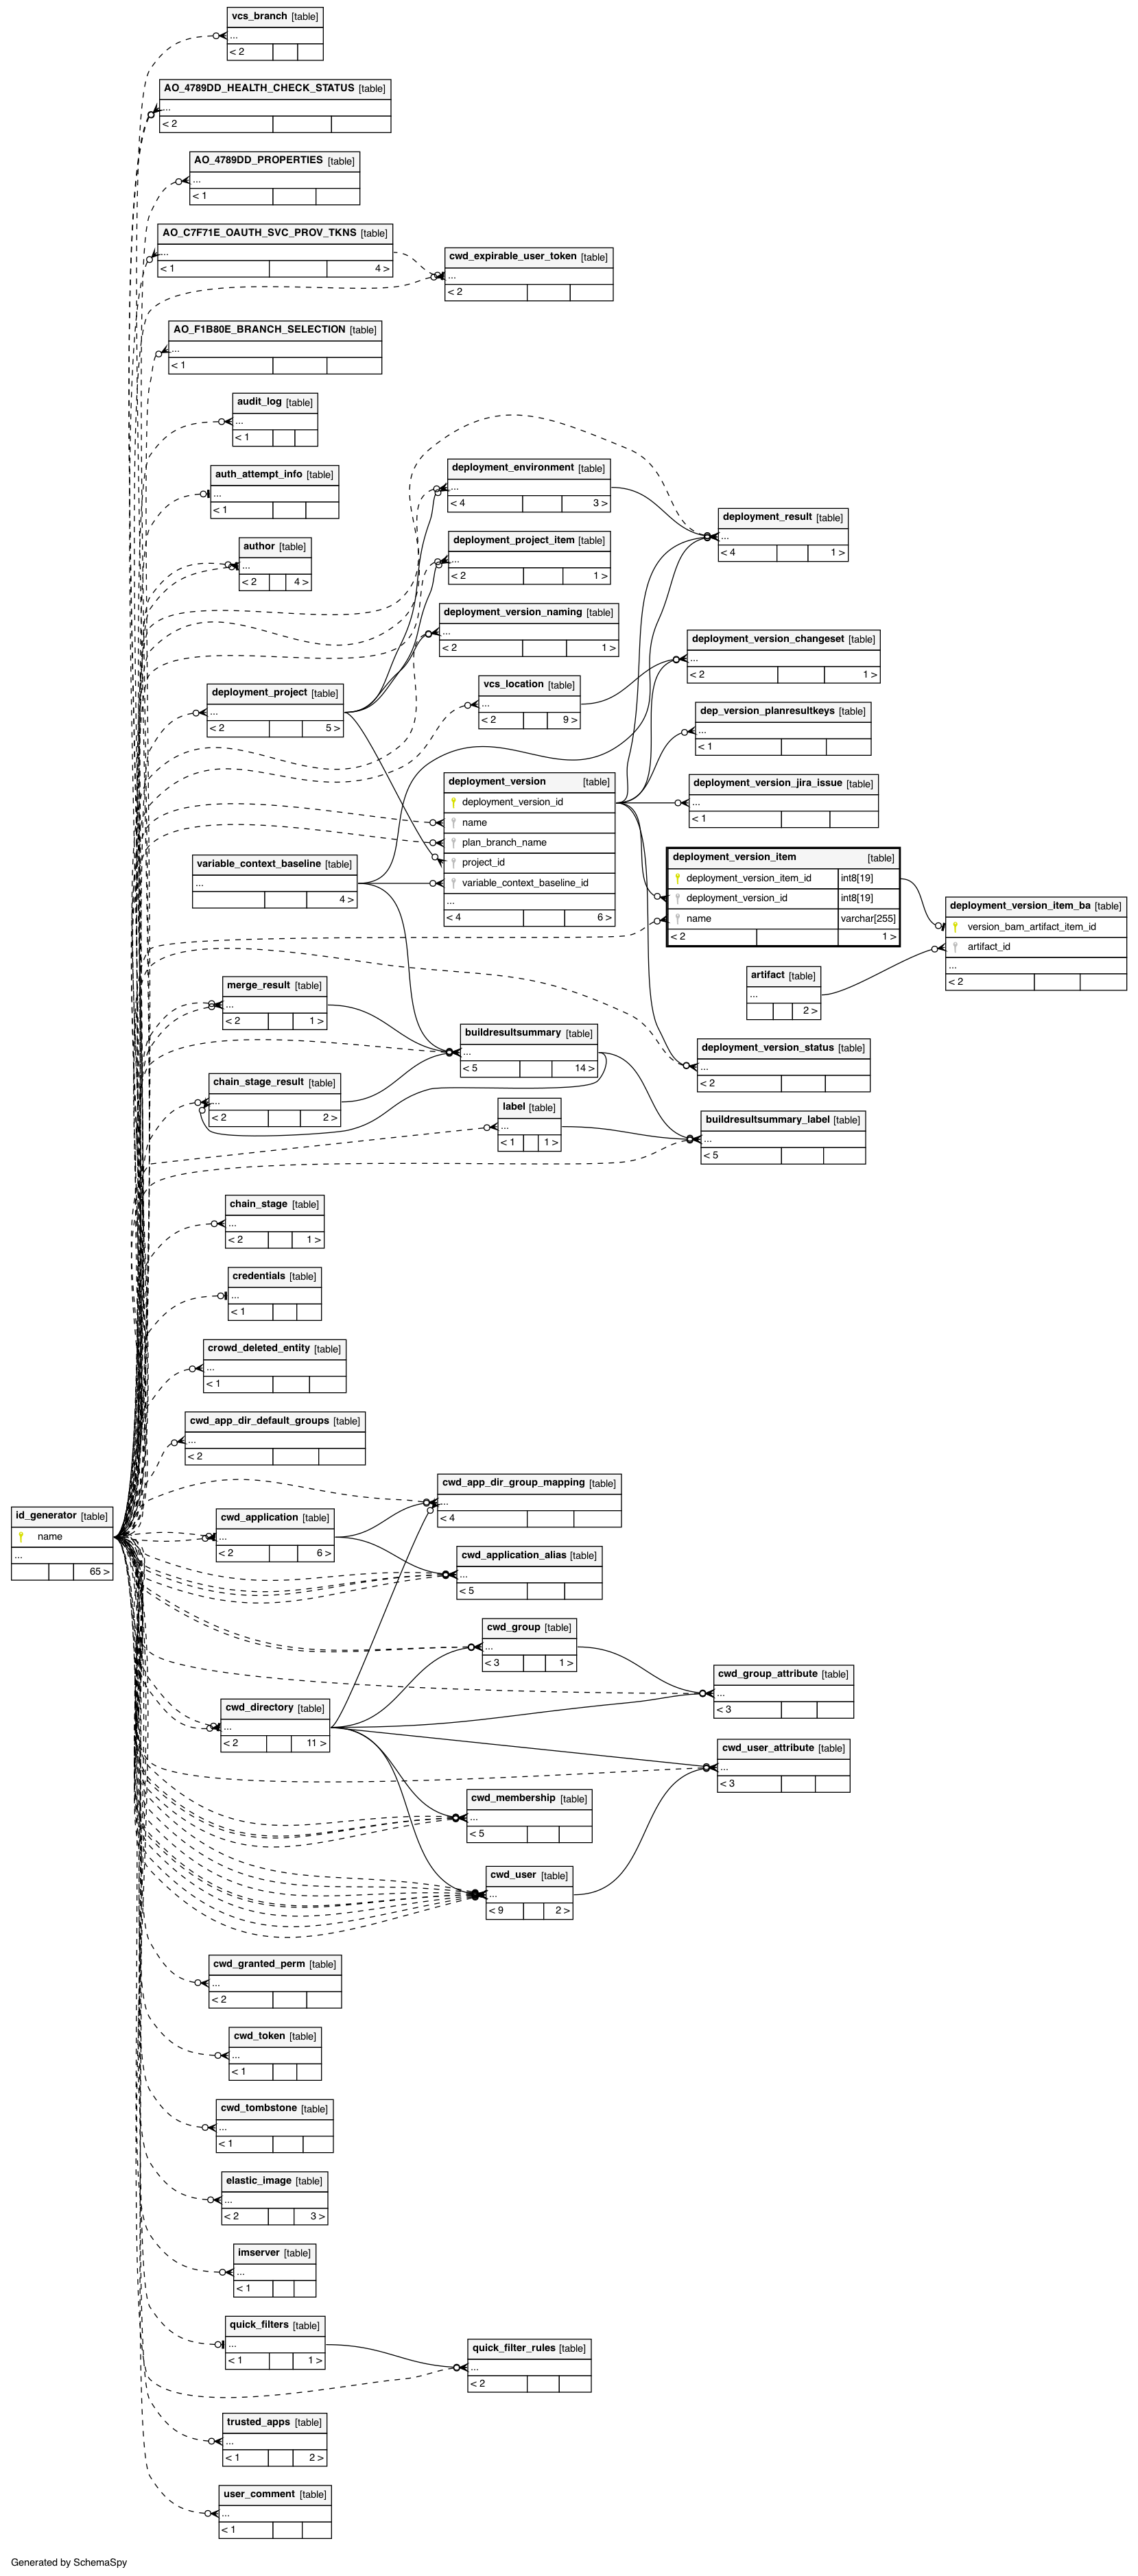 vcs_branch [table]
...
< 2
AO_4789DD_HEALTH_CHECK_STATUS [table]
...
< 2
AO_4789DD_PROPERTIES [table]
...
< 1
AO_C7F71E_OAUTH_SVC_PROV_TKNS [table]
...
< 1 4 >
cwd_expirable_user_token [table]
...
< 2
AO_F1B80E_BRANCH_SELECTION [table]
...
< 1
audit_log [table]
...
< 1
auth_attempt_info [table]
...
< 1
author [table]
...
< 2 4 >
deployment_environment [table]
...
< 4 3 >
deployment_result [table]
...
< 4 1 >
deployment_project_item [table]
...
< 2 1 >
deployment_version_naming [table]
...
< 2 1 >
deployment_version_changeset [table]
...
< 2 1 >
deployment_project [table]
...
< 2 5 >
vcs_location [table]
...
< 2 9 >
dep_version_planresultkeys [table]
...
< 1
deployment_version [table]
deployment_version_id
name
plan_branch_name
project_id
variable_context_baseline_id
...
< 4 6 >
deployment_version_jira_issue [table]
...
< 1
variable_context_baseline [table]
...
4 >
deployment_version_item [table]
deployment_version_item_id int8[19]
deployment_version_id int8[19]
name varchar[255]
< 2 1 >
deployment_version_item_ba [table]
version_bam_artifact_item_id
artifact_id
...
< 2
artifact [table]
...
2 >
merge_result [table]
...
< 2 1 >
buildresultsummary [table]
...
< 5 14 >
deployment_version_status [table]
...
< 2
chain_stage_result [table]
...
< 2 2 >
label [table]
...
< 1 1 >
buildresultsummary_label [table]
...
< 5
chain_stage [table]
...
< 2 1 >
credentials [table]
...
< 1
crowd_deleted_entity [table]
...
< 1
cwd_app_dir_default_groups [table]
...
< 2
id_generator [table]
name
...
65 >
cwd_app_dir_group_mapping [table]
...
< 4
cwd_application [table]
...
< 2 6 >
cwd_application_alias [table]
...
< 5
cwd_group [table]
...
< 3 1 >
cwd_group_attribute [table]
...
< 3
cwd_directory [table]
...
< 2 11 >
cwd_user_attribute [table]
...
< 3
cwd_membership [table]
...
< 5
cwd_user [table]
...
< 9 2 >
cwd_granted_perm [table]
...
< 2
cwd_token [table]
...
< 1
cwd_tombstone [table]
...
< 1
elastic_image [table]
...
< 2 3 >
imserver [table]
...
< 1
quick_filters [table]
...
< 1 1 >
quick_filter_rules [table]
...
< 2
trusted_apps [table]
...
< 1 2 >
user_comment [table]
...
< 1
Generated by SchemaSpy